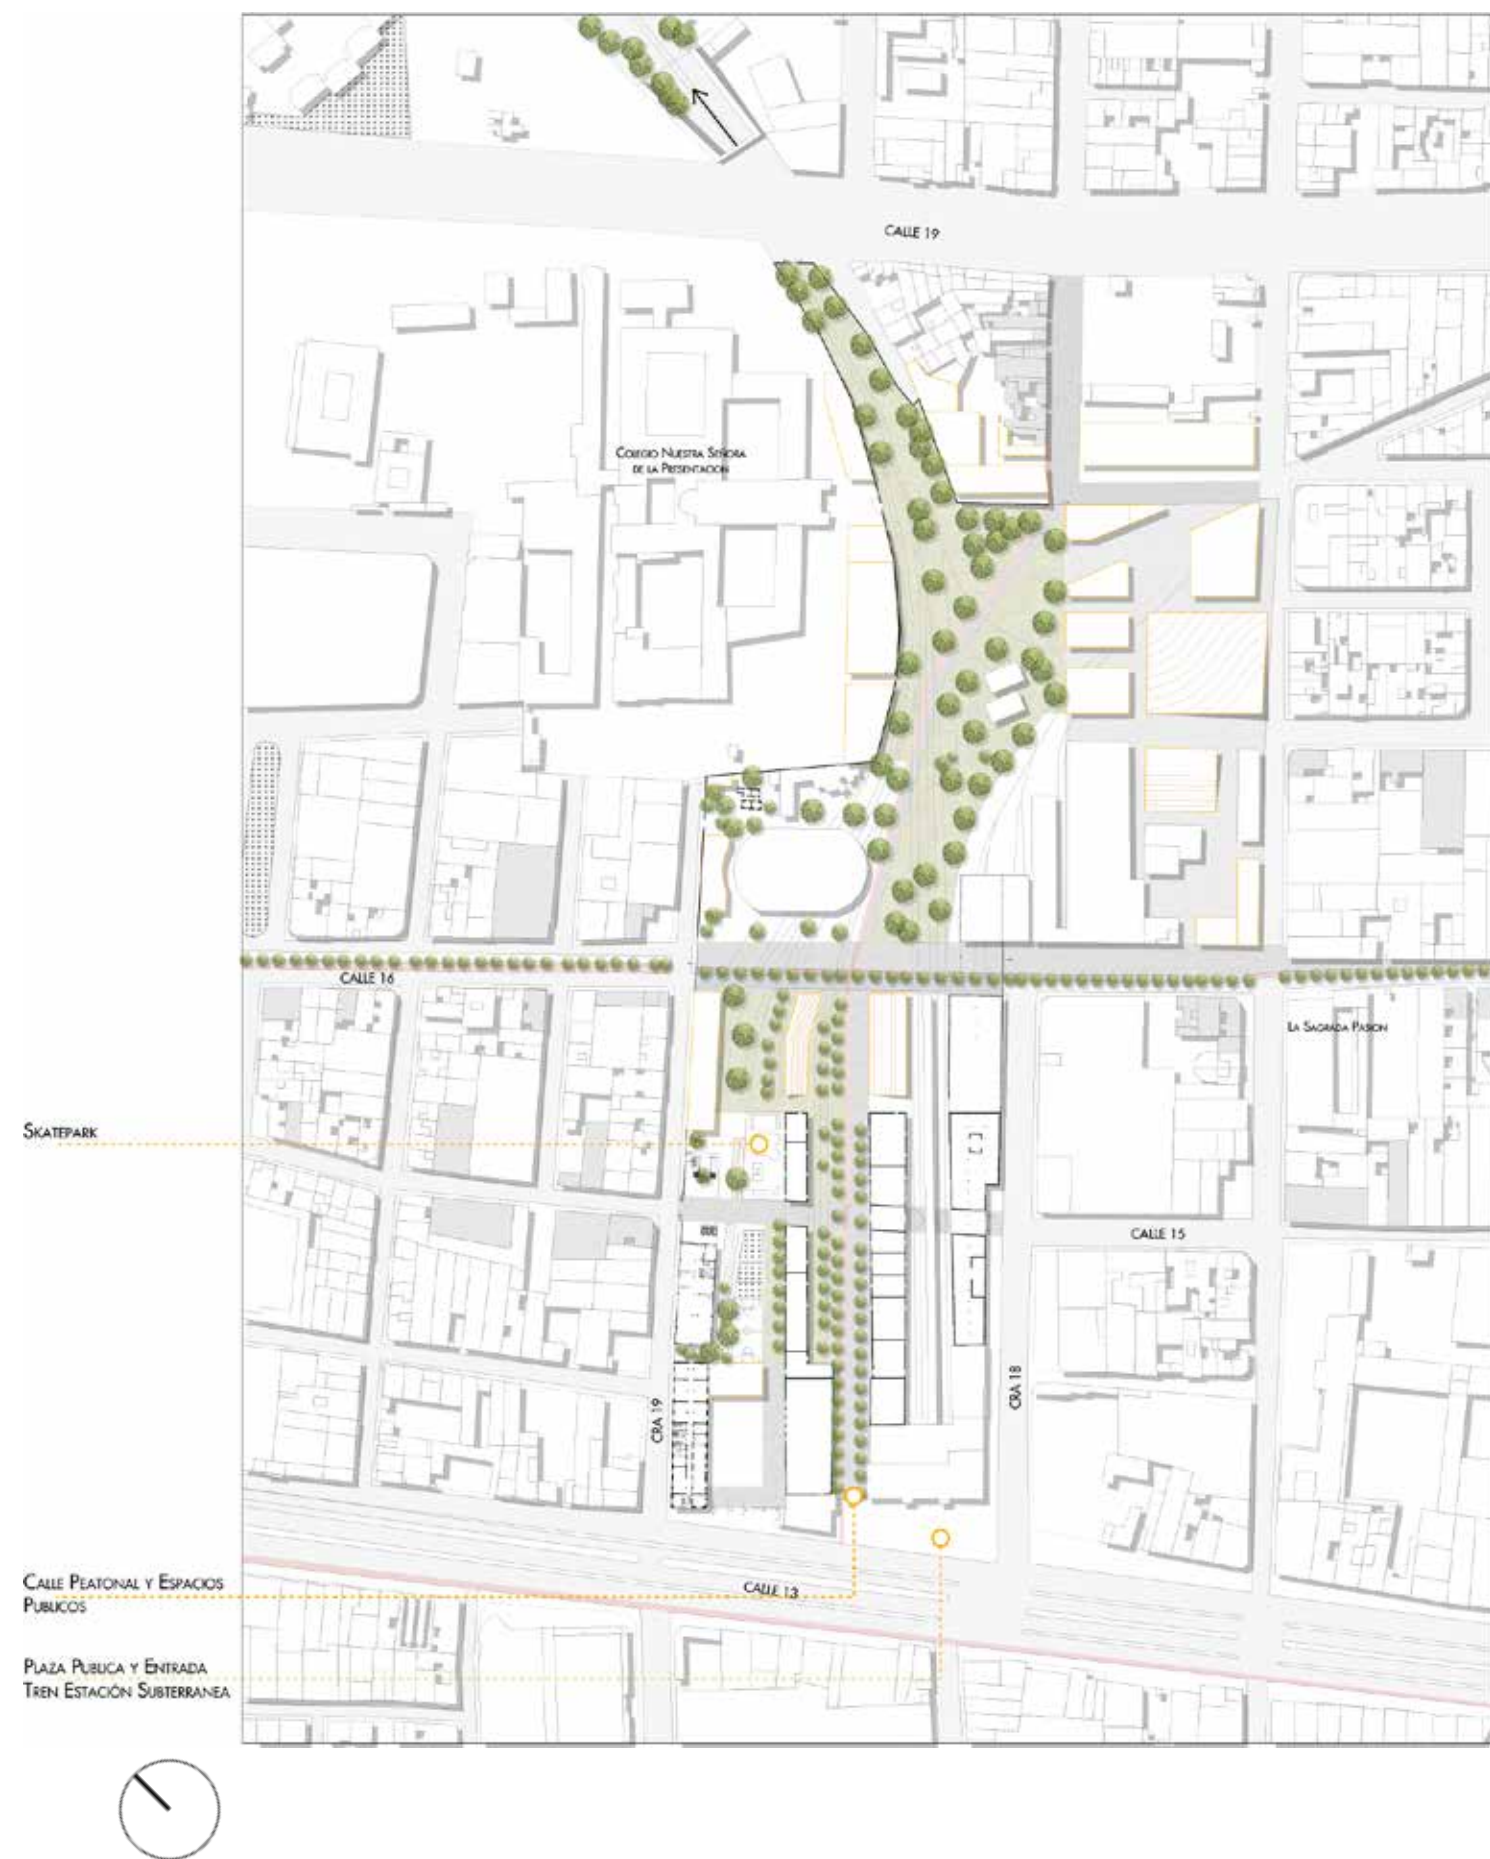 CALLE 19
COLEGIO NUESTRA SEÑORA
DE LA PRESENTACION
CALLE 16
LA SAGRADA PASION
SKATEPARK
CALLE 15
CRA 18
CRA 19
CALLE PEATONAL Y ESPACIOS
PUBLICOS
CALLE 13
PLAZA PUBLICA Y ENTRADA
TREN ESTACIÓN SUBTERRANEA